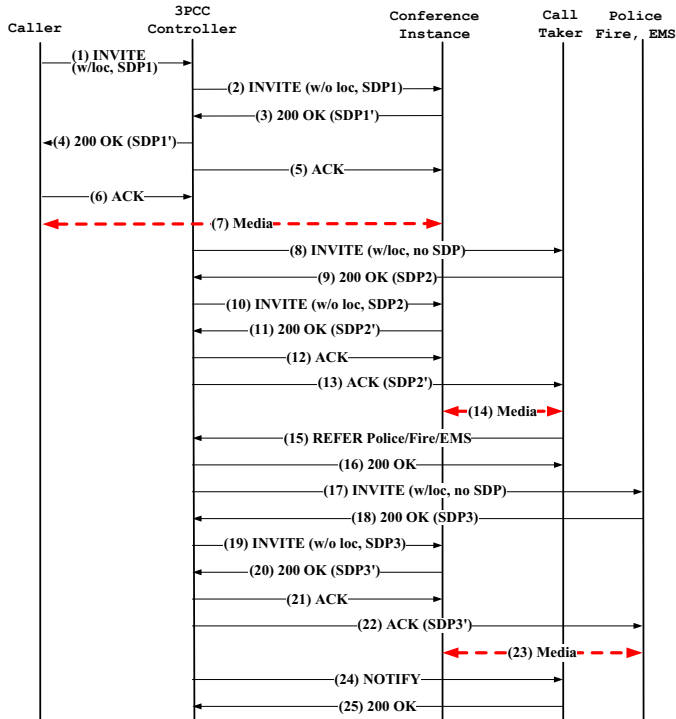 Caller
3PCC
Controller
Conference
Instance
Call
Taker
Police
Fire, EMS
(1) INVITE
(w/loc, SDP1)
(2) INVITE (w/o loc, SDP1)
(3) 200 OK (SDP1')
(4) 200 OK (SDP1')
(5) ACK
(6) ACK
(7) Media
(8) INVITE (w/loc, no SDP)
(9) 200 OK (SDP2)
(10) INVITE (w/o loc, SDP2)
(11) 200 OK (SDP2')
(12) ACK
(13) ACK (SDP2')
(14) Media
(15) REFER Police/Fire/EMS
(16) 200 OK
(17) INVITE (w/loc, no SDP)
(18) 200 OK (SDP3)
(19) INVITE (w/o loc, SDP3)
(20) 200 OK (SDP3')
(21) ACK
(22) ACK (SDP3')
(23) Media
(24) NOTIFY
(25) 200 OK